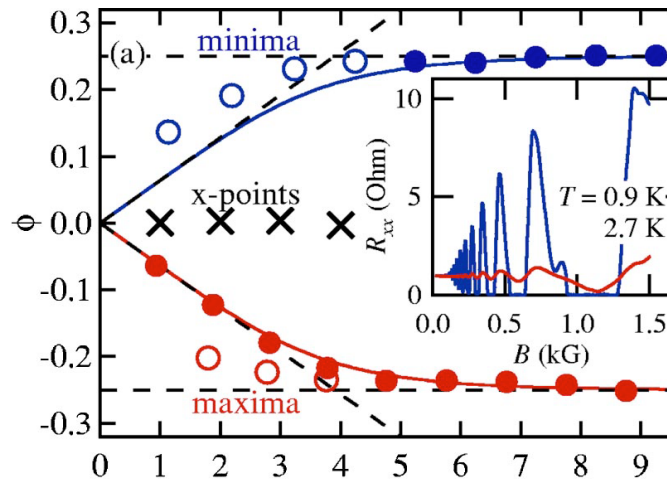 0.3
(a)
minima
0.2
0.1
x-points
ϕ
0.0
-0.1
-0.2
maxima
-0.3
0 1 2 3 4 5 6 7 8 9
10
5
0
R_xx (Ohm)
T = 0.9 K
2.7 K
0.0 0.5 1.0 1.5
B (kG)